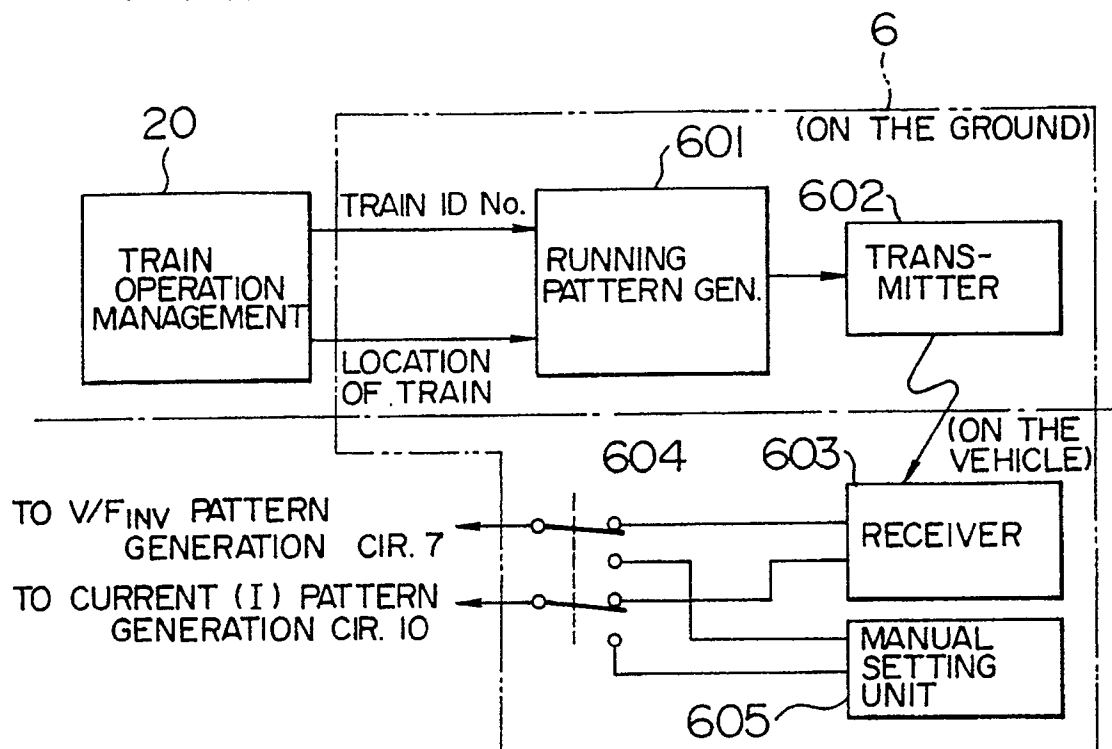 6
(ON THE GROUND)
20
601
602
TRAIN ID No.
TRAIN
OPERATION
MANAGEMENT
RUNNING
PATTERN GEN.
TRANS-
MITTER
LOCATION
OF TRAIN
(ON THE
VEHICLE)
604
603
TO V/FINV PATTERN
GENERATION CIR. 7
RECEIVER
TO CURRENT (I) PATTERN
GENERATION CIR. 10
MANUAL
SETTING
UNIT
605